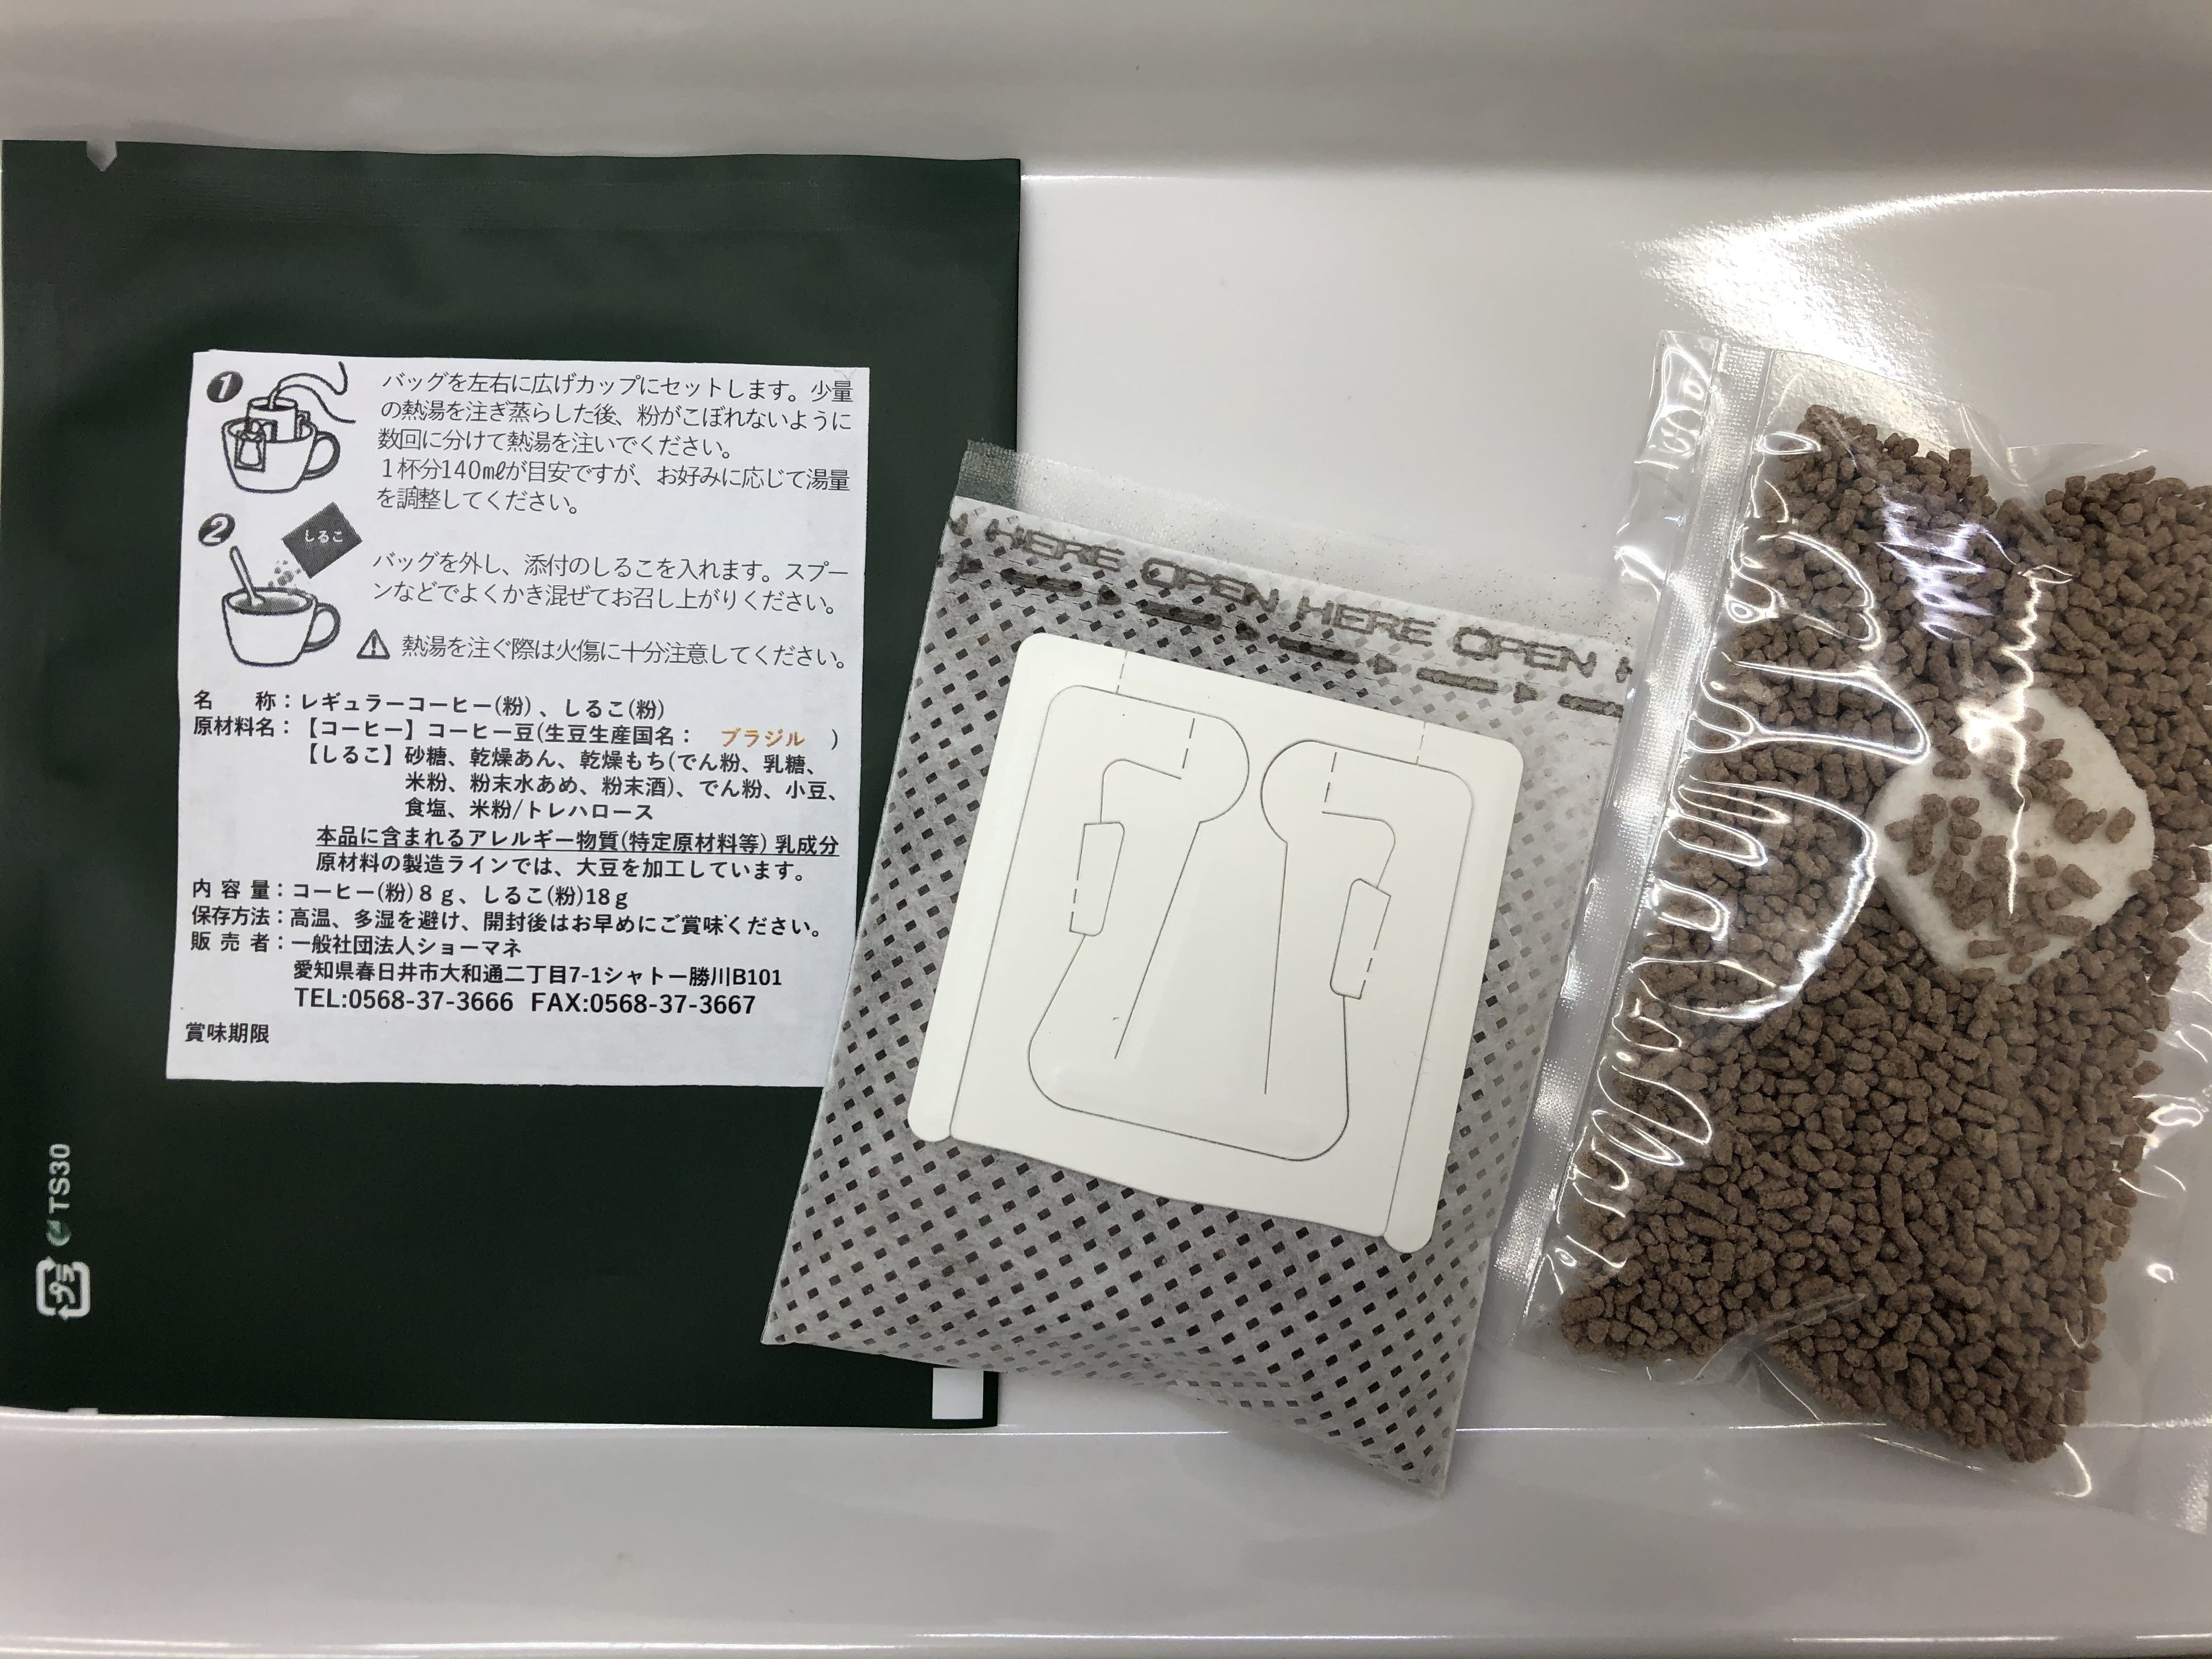 1
バッグを左右に広げカップにセットします。少量
の熱湯を注ぎ蒸らした後、粉がこぼれないように
数回に分けて熱湯を注いでください。
1杯分140mℓが目安ですが、お好みに応じて湯量
を調整してください。
2
しるこ
バッグを外し、添付のしるこを入れます。スプー
ンなどでよくかき混ぜてお召し上がりください。
熱湯を注ぐ際は火傷に十分注意してください。
名　　称：レギュラーコーヒー(粉) 、しるこ(粉)
原材料名：【コーヒー】コーヒー豆(生豆生産国名：　ブラジル　)
【しるこ】砂糖、乾燥あん、乾燥もち(でん粉、乳糖、
米粉、粉末水あめ、粉末酒)、でん粉、小豆、
食塩、米粉/トレハロース
本品に含まれるアレルギー物質(特定原材料等) 乳成分
原材料の製造ラインでは、大豆を加工しています。
内 容 量：コーヒー(粉) 8 g 、しるこ(粉)18 g
保存方法：高温、多湿を避け、開封後はお早めにご賞味ください。
販 売 者：一般社団法人ショーマネ
愛知県春日井市大和通二丁目7-1シャトー勝川B101
TEL:0568-37-3666  FAX:0568-37-3667
賞味期限
TS30
プラ
N HERE OPEN HERE OPEN H